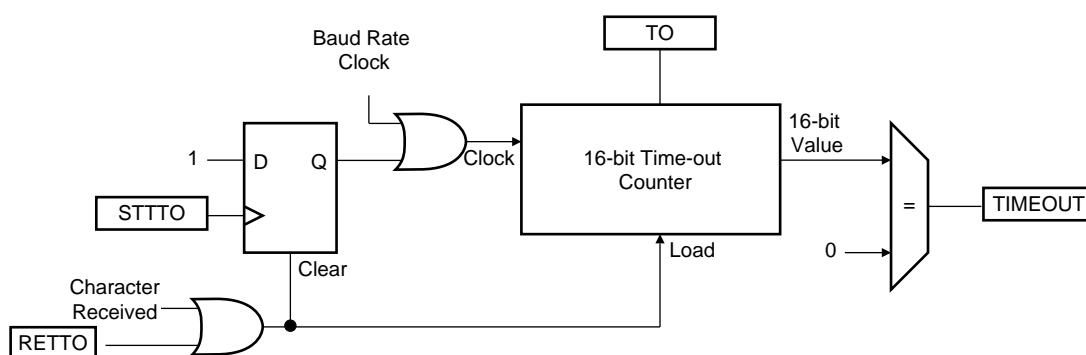 TO
Baud Rate
Clock
1
D
Q
Clock
16-bit Time-out
Counter
16-bit
Value
=
TIMEOUT
STTTO
Clear
Load
0
Character
Received
RETTO